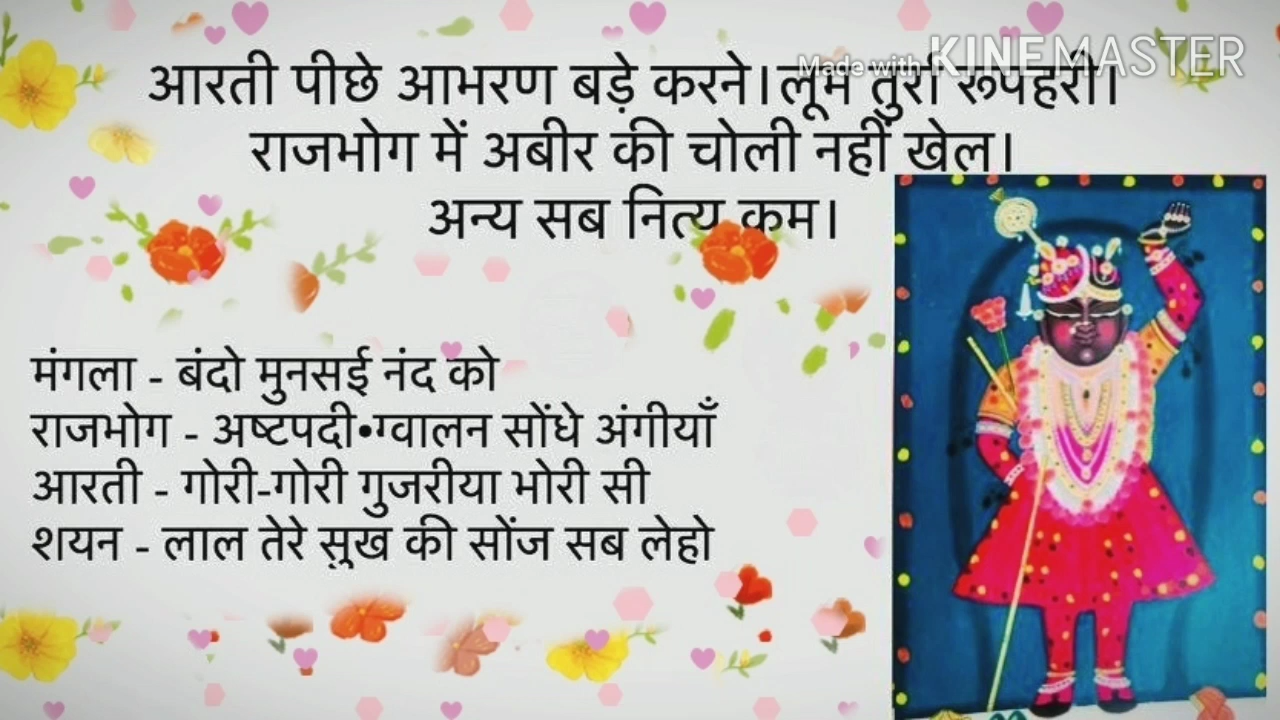 आरती पीछे आभरण बड़े करने। लूम तुर्रा रूपहरी।
Made with KINEMASTER
राजभोग में अबीर की चोली नहीं खेल।
अन्य सब नित्य कम।
मंगला - बंदो मुनसई नंद को
राजभोग - अष्टपदी•ग्वालन सोंधे अंगीयाँ
आरती - गोरी-गोरी गुजरीया भोरी सी
शयन - लाल तेरे सुख की सोंज सब लेहो